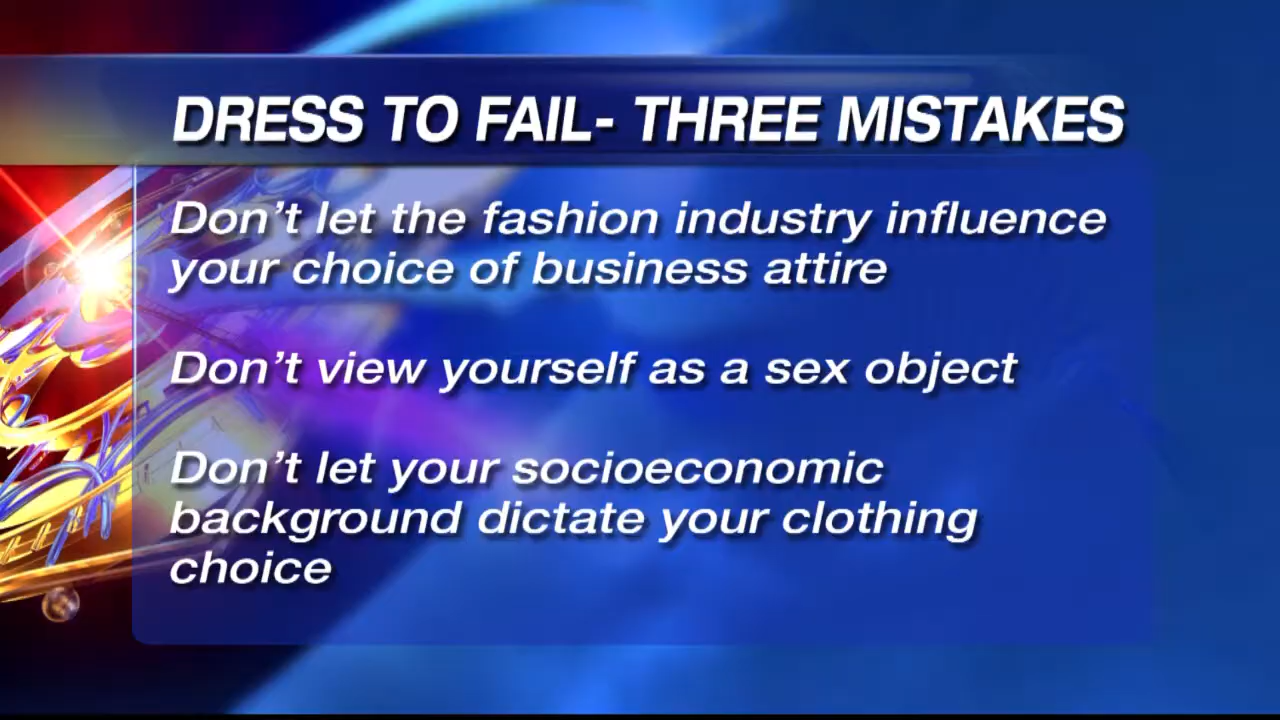 DRESS TO FAIL- THREE MISTAKES
Don't let the fashion industry influence
your choice of business attire
Don't view yourself as a sex object
Don't let your socioeconomic
background dictate your clothing
choice